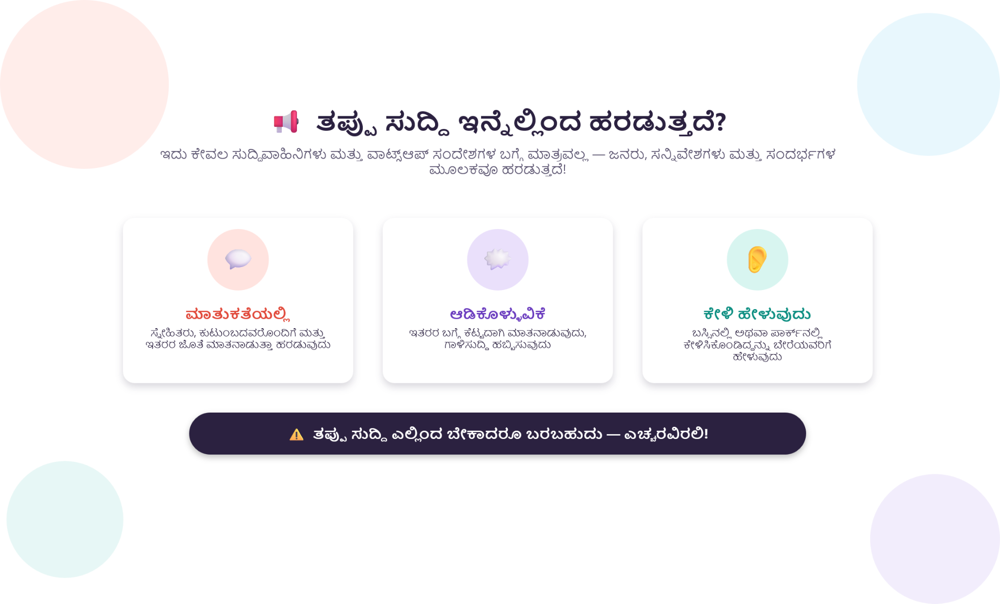 ತಪ್ಪು ಸುದ್ದಿ ಇನ್ನೆಲ್ಲಿಂದ ಹರಡುತ್ತದೆ?
ಇದು ಕೇವಲ ಸುದ್ದಿವಾಹಿನಿಗಳು ಮತ್ತು ವಾಟ್ಸ್ಆಪ್ ಸಂದೇಶಗಳ ಬಗ್ಗೆ ಮಾತ್ರವಲ್ಲ — ಜನರು, ಸನ್ನಿವೇಶಗಳು ಮತ್ತು ಸಂದರ್ಭಗಳ
ಮೂಲಕವೂ ಹರಡುತ್ತದೆ!
ಮಾತುಕತೆಯಲ್ಲಿ
ಸ್ನೇಹಿತರು, ಕುಟುಂಬದವರೊಂದಿಗೆ ಮತ್ತು
ಇತರರ ಜೊತೆ ಮಾತನಾಡುತ್ತಾ ಹರಡುವುದು
ಆಡಿಕೊಳ್ಳುವಿಕೆ
ಇತರರ ಬಗ್ಗೆ ಕೆಟ್ಟದಾಗಿ ಮಾತನಾಡುವುದು,
ಗಾಳಿಸುದ್ದಿ ಹಬ್ಬಿಸುವುದು
ಕೇಳಿ ಹೇಳುವುದು
ಬಸ್ಸಿನಲ್ಲಿ ಅಥವಾ ಪಾರ್ಕ್‌ನಲ್ಲಿ
ಕೇಳಿಸಿಕೊಂಡಿದ್ದನ್ನು ಬೇರೆಯವರಿಗೆ
ಹೇಳುವುದು
ತಪ್ಪು ಸುದ್ದಿ ಎಲ್ಲಿಂದ ಬೇಕಾದರೂ ಬರಬಹುದು — ಎಚ್ಚರವಿರಲಿ!